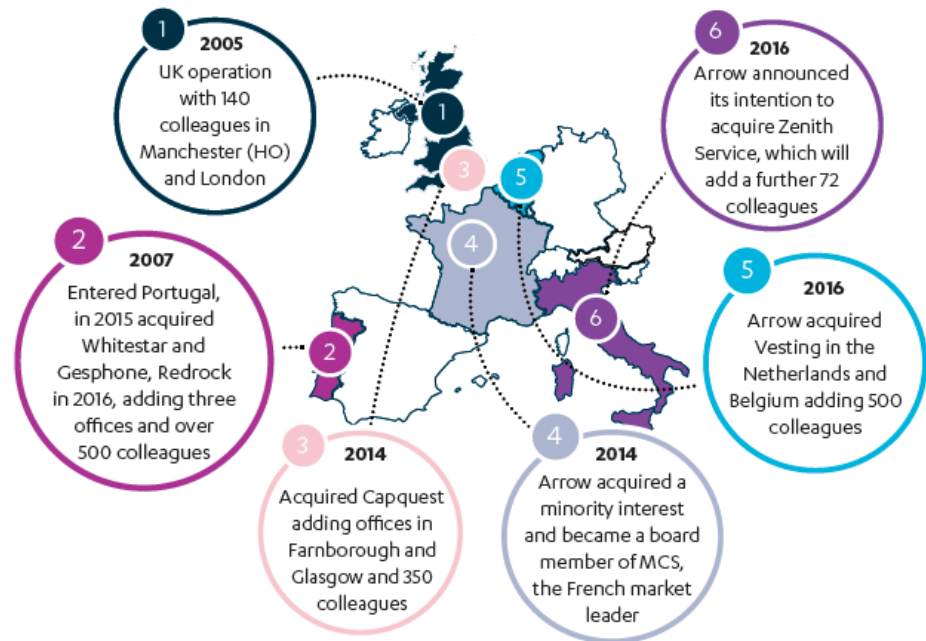 1
2005
UK operation
with 140
colleagues in
Manchester (HO)
and London
2
2007
Entered Portugal,
in 2015 acquired
Whitestar and
Gesphone, Redrock
in 2016, adding three
offices and over
500 colleagues
3
2014
Acquired Capquest
adding offices in
Farnborough and
Glasgow and 350
colleagues
4
2014
Arrow acquired a
minority interest
and became a board
member of MCS,
the French market
leader
5
2016
Arrow acquired
Vesting in the
Netherlands and
Belgium adding 500
colleagues
6
2016
Arrow announced
its intention to
acquire Zenith
Service, which will
add a further 72
colleagues
1
3
5
4
2
6